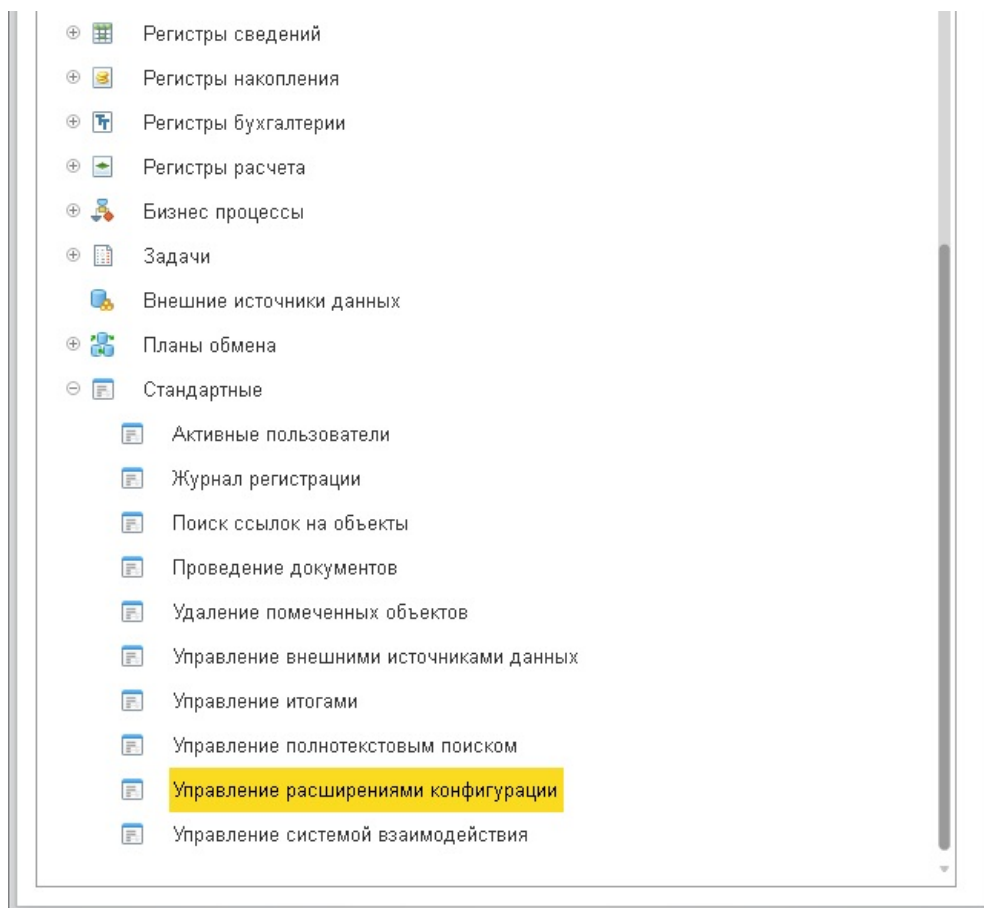 Регистры сведений
Регистры накопления
Регистры бухгалтерии
Регистры расчета
Бизнес процессы
Задачи
Внешние источники данных
Планы обмена
Стандартные
Активные пользователи
Журнал регистрации
Поиск ссылок на объекты
Проведение документов
Удаление помеченных объектов
Управление внешними источниками данных
Управление итогами
Управление полнотекстовым поиском
Управление расширениями конфигурации
Управление системой взаимодействия